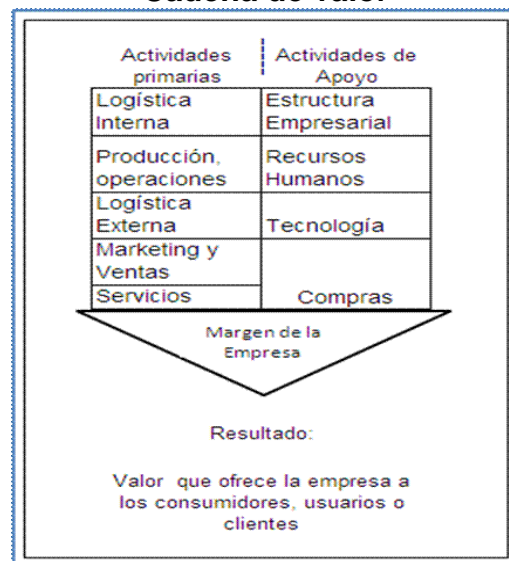 Cadena de Valor
Actividades primarias
Actividades de Apoyo
Logística Interna
Estructura Empresarial
Producción, operaciones
Recursos Humanos
Logística Externa
Tecnología
Marketing y Ventas
Servicios
Compras
Margen de la
Empresa
Resultado:
Valor que ofrece la empresa a
los consumidores, usuarios o
clientes